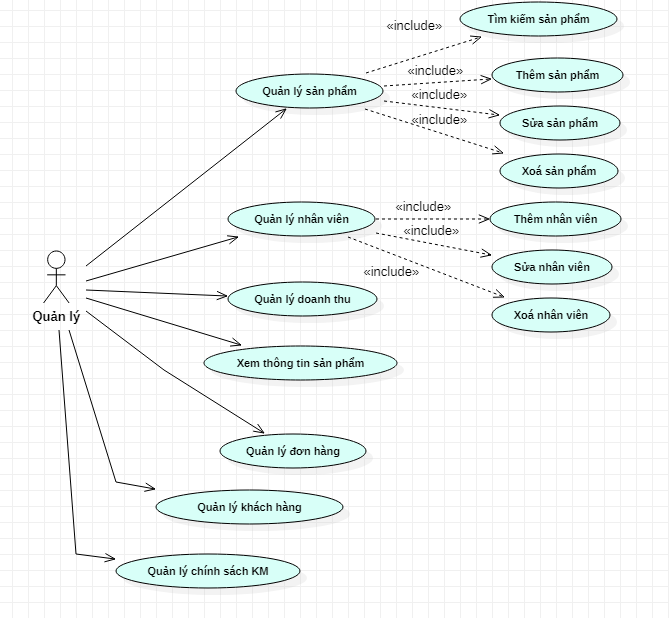 Tìm kiếm sản phẩm
«include»
Thêm sản phẩm
«include»
Quản lý sản phẩm
«include»
Sửa sản phẩm
«include»
Xoá sản phẩm
«include»
Quản lý nhân viên
Thêm nhân viên
«include»
Sửa nhân viên
«include»
Quản lý doanh thu
Xoá nhân viên
Quản lý
Xem thông tin sản phẩm
Quản lý đơn hàng
Quản lý khách hàng
Quản lý chính sách KM